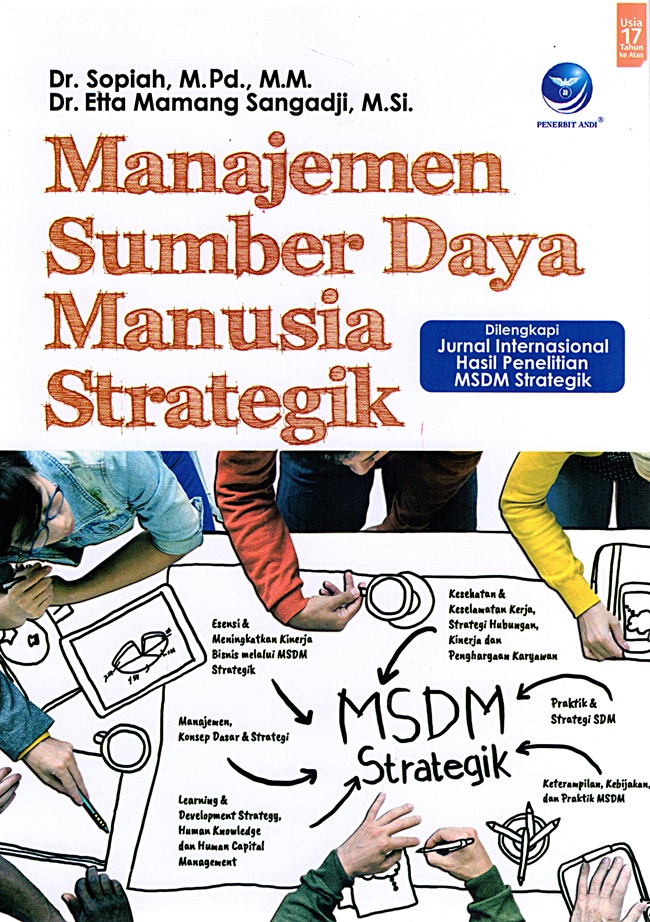 Usia
17
Tahun
ke Atas
Dr. Sopiah, M.Pd., M.M.
Dr. Etta Mamang Sangadji, M.Si.
PENERBIT ANDI®
Manajemen
Sumber Daya
Manusia
Strategik
Dilengkapi
Jurnal Internasional
Hasil Penelitian
MSDM Strategik
Esensi &
Meningkatkan Kinerja
Bisnis melalui MSDM
Strategik
Kesehatan &
Keselamatan Kerja,
Strategi Hubungan,
Kinerja dan
Penghargaan Karyawan
MSDM
Strategik
Praktik &
Strategi SDM
Manajemen,
Konsep Dasar & Strategi
Keterampilan, Kebijakan,
dan Praktik MSDM
Learning &
Development Strategy,
Human Knowledge
dan Human Capital
Management